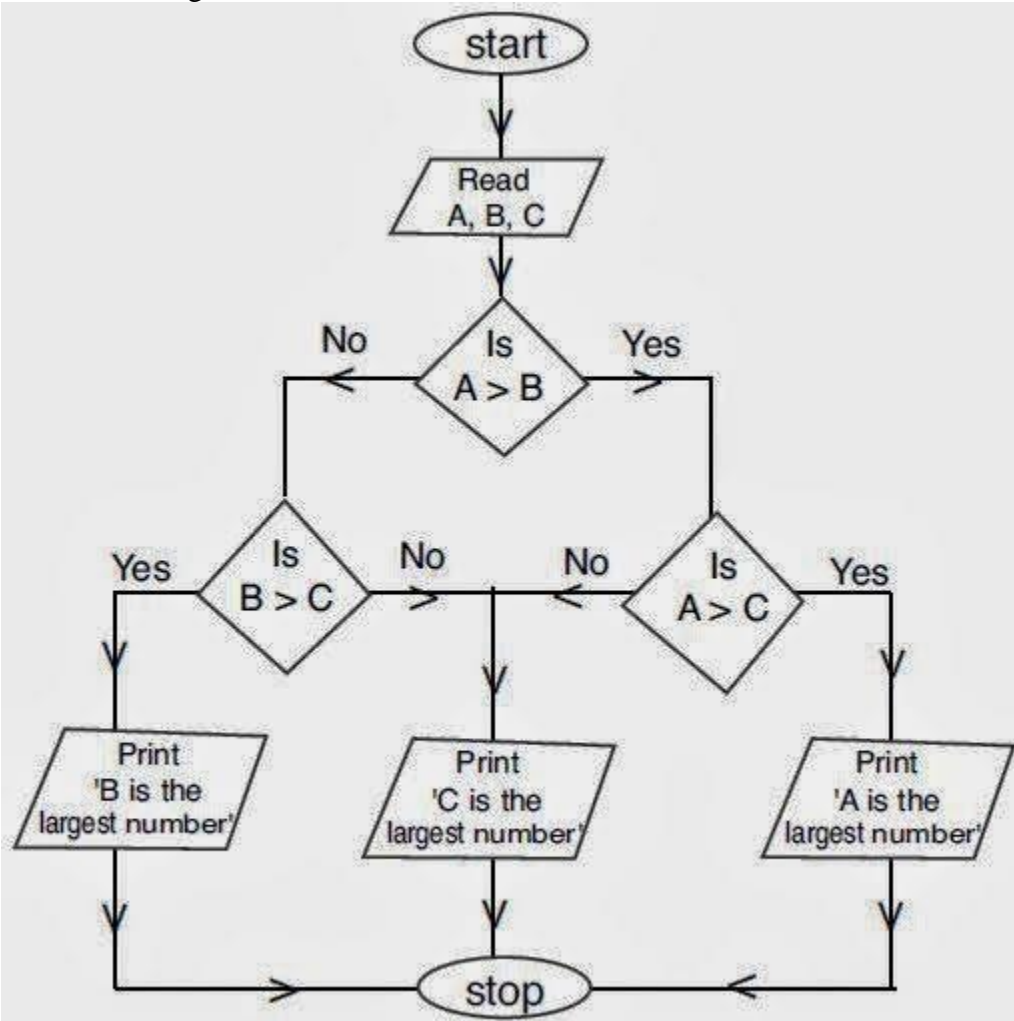 start
Read
A, B, C
Is
A > B
No
Yes
Is
B > C
Yes
No
Is
A > C
No
Yes
Print
'B is the
largest number'
Print
'C is the
largest number'
Print
'A is the
largest number'
stop